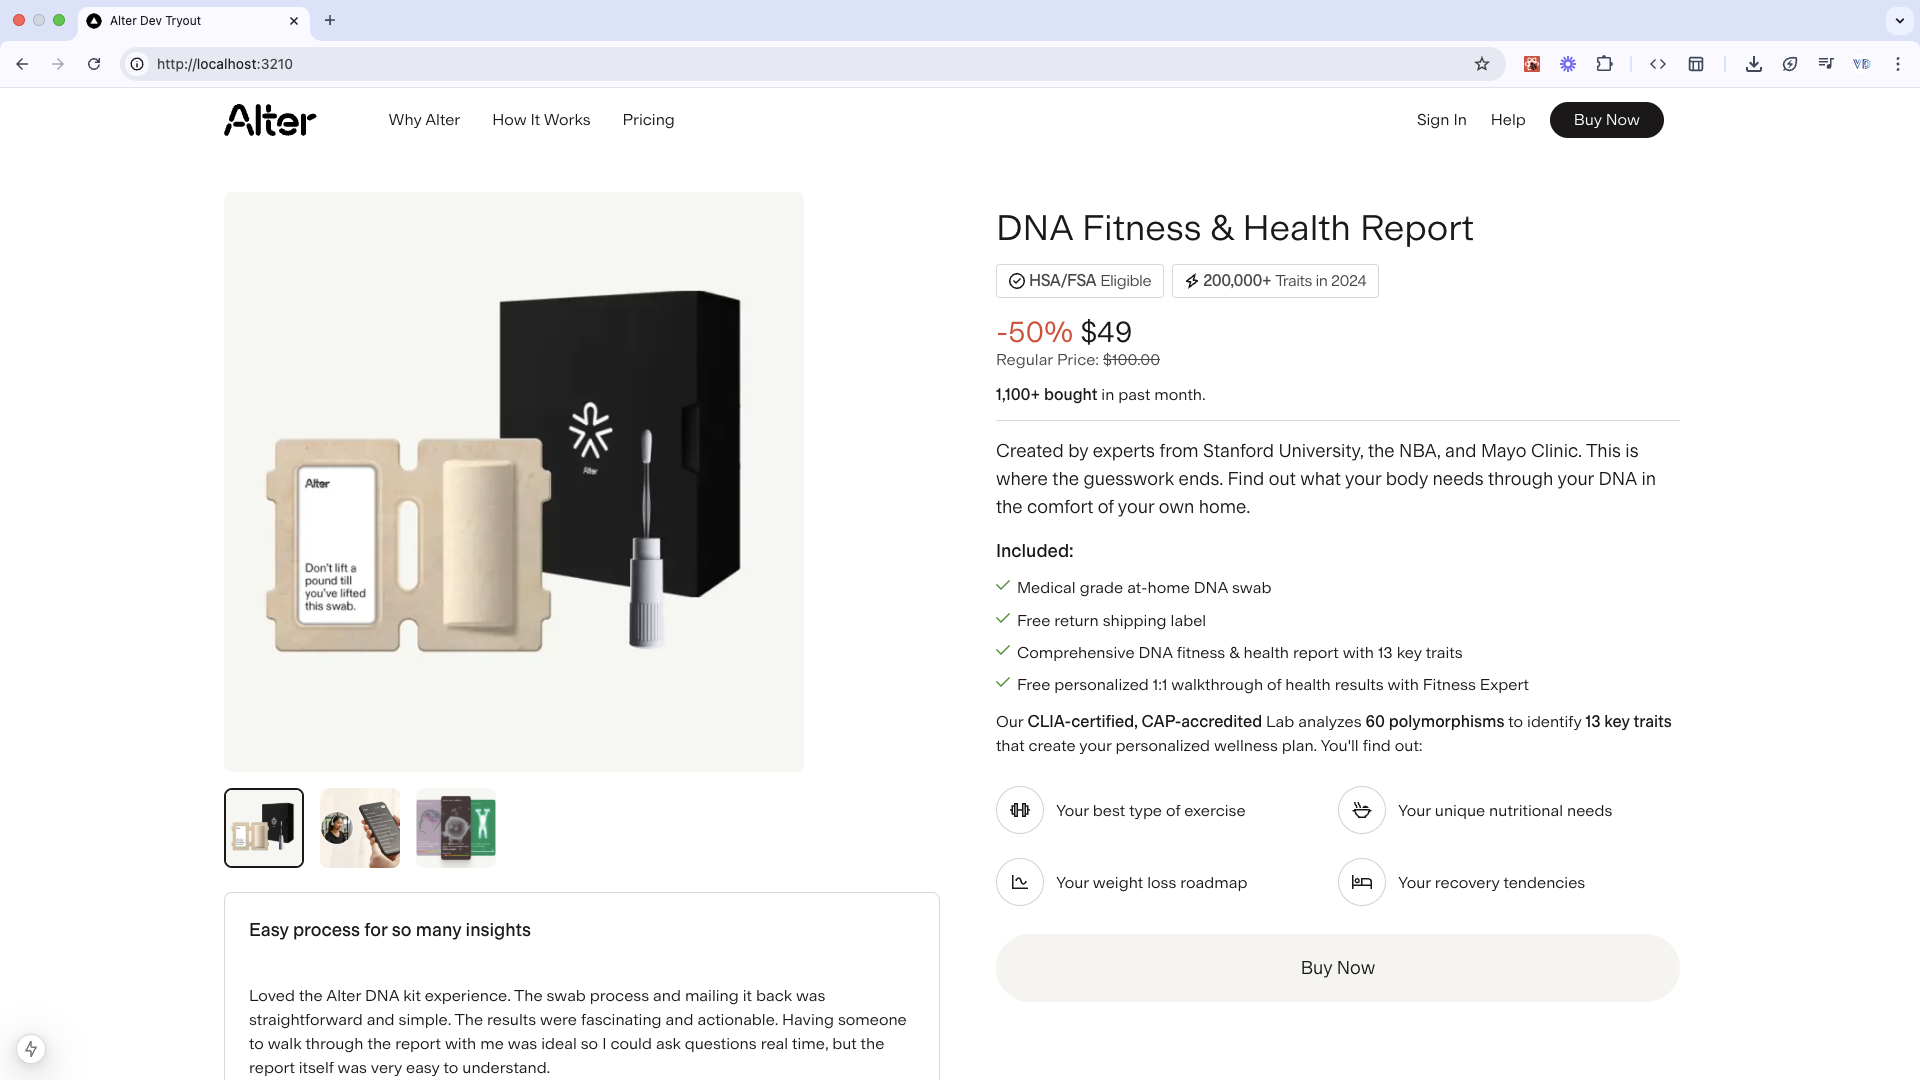 Alter Dev Tryout
http://localhost:3210
Alter
Why Alter
How It Works
Pricing
Sign In
Help
Buy Now
Alter
Don't lift a
pound till
you've lifted
this swab.
Alter
Easy process for so many insights
Loved the Alter DNA kit experience. The swab process and mailing it back was
straightforward and simple. The results were fascinating and actionable. Having someone
to walk through the report with me was ideal so I could ask questions real time, but the
report itself was very easy to understand.
DNA Fitness & Health Report
HSA/FSA Eligible
200,000+ Traits in 2024
-50% $49
Regular Price: $100.00
1,100+ bought in past month.
Created by experts from Stanford University, the NBA, and Mayo Clinic. This is
where the guesswork ends. Find out what your body needs through your DNA in
the comfort of your own home.
Included:
Medical grade at-home DNA swab
Free return shipping label
Comprehensive DNA fitness & health report with 13 key traits
Free personalized 1:1 walkthrough of health results with Fitness Expert
Our CLIA-certified, CAP-accredited Lab analyzes 60 polymorphisms to identify 13 key traits
that create your personalized wellness plan. You'll find out:
Your best type of exercise
Your unique nutritional needs
Your weight loss roadmap
Your recovery tendencies
Buy Now